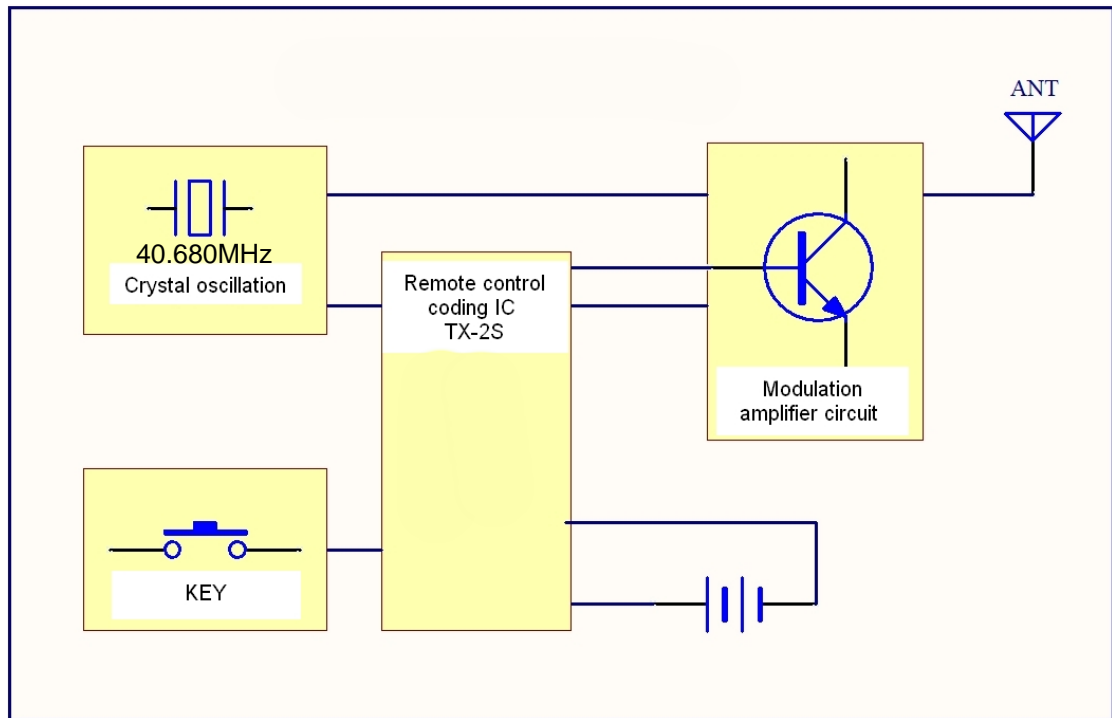 ANT
40.680MHz
Crystal oscillation
Remote control
coding IC
TX-2S
Modulation
amplifier circuit
KEY